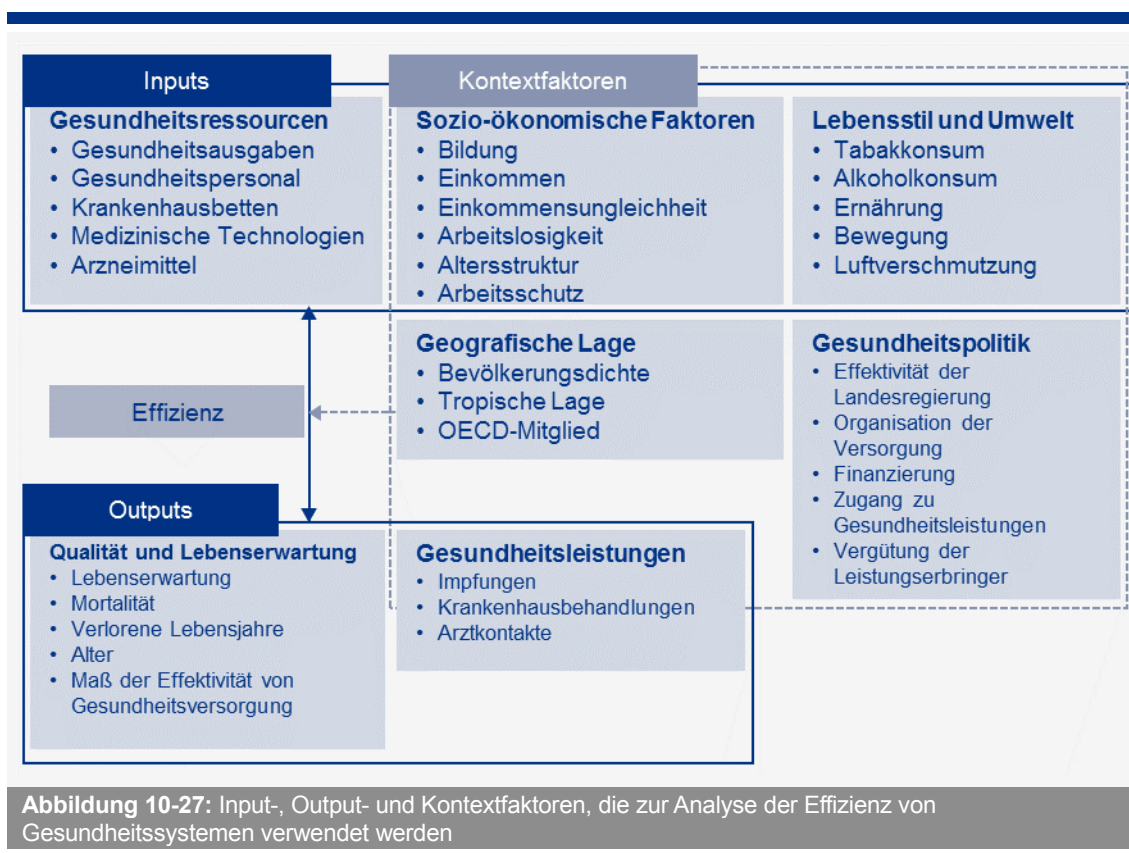 Inputs
Gesundheitsressourcen
• Gesundheitsausgaben
• Gesundheitspersonal
• Krankenhausbetten
• Medizinische Technologien
• Arzneimittel
Kontextfaktoren
Sozio-ökonomische Faktoren
• Bildung
• Einkommen
• Einkommensungleichheit
• Arbeitslosigkeit
• Altersstruktur
• Arbeitsschutz
Lebensstil und Umwelt
• Tabakkonsum
• Alkoholkonsum
• Ernährung
• Bewegung
• Luftverschmutzung
Effizienz
Geografische Lage
• Bevölkerungsdichte
• Tropische Lage
• OECD-Mitglied
Gesundheitspolitik
• Effektivität der
Landesregierung
• Organisation der
Versorgung
• Finanzierung
• Zugang zu
Gesundheitsleistungen
• Vergütung der
Leistungserbringer
Outputs
Qualität und Lebenserwartung
• Lebenserwartung
• Mortalität
• Verlorene Lebensjahre
• Alter
• Maß der Effektivität von
Gesundheitsversorgung
Gesundheitsleistungen
• Impfungen
• Krankenhausbehandlungen
• Arztkontakte
Abbildung 10-27: Input-, Output- und Kontextfaktoren, die zur Analyse der Effizienz von
Gesundheitssystemen verwendet werden